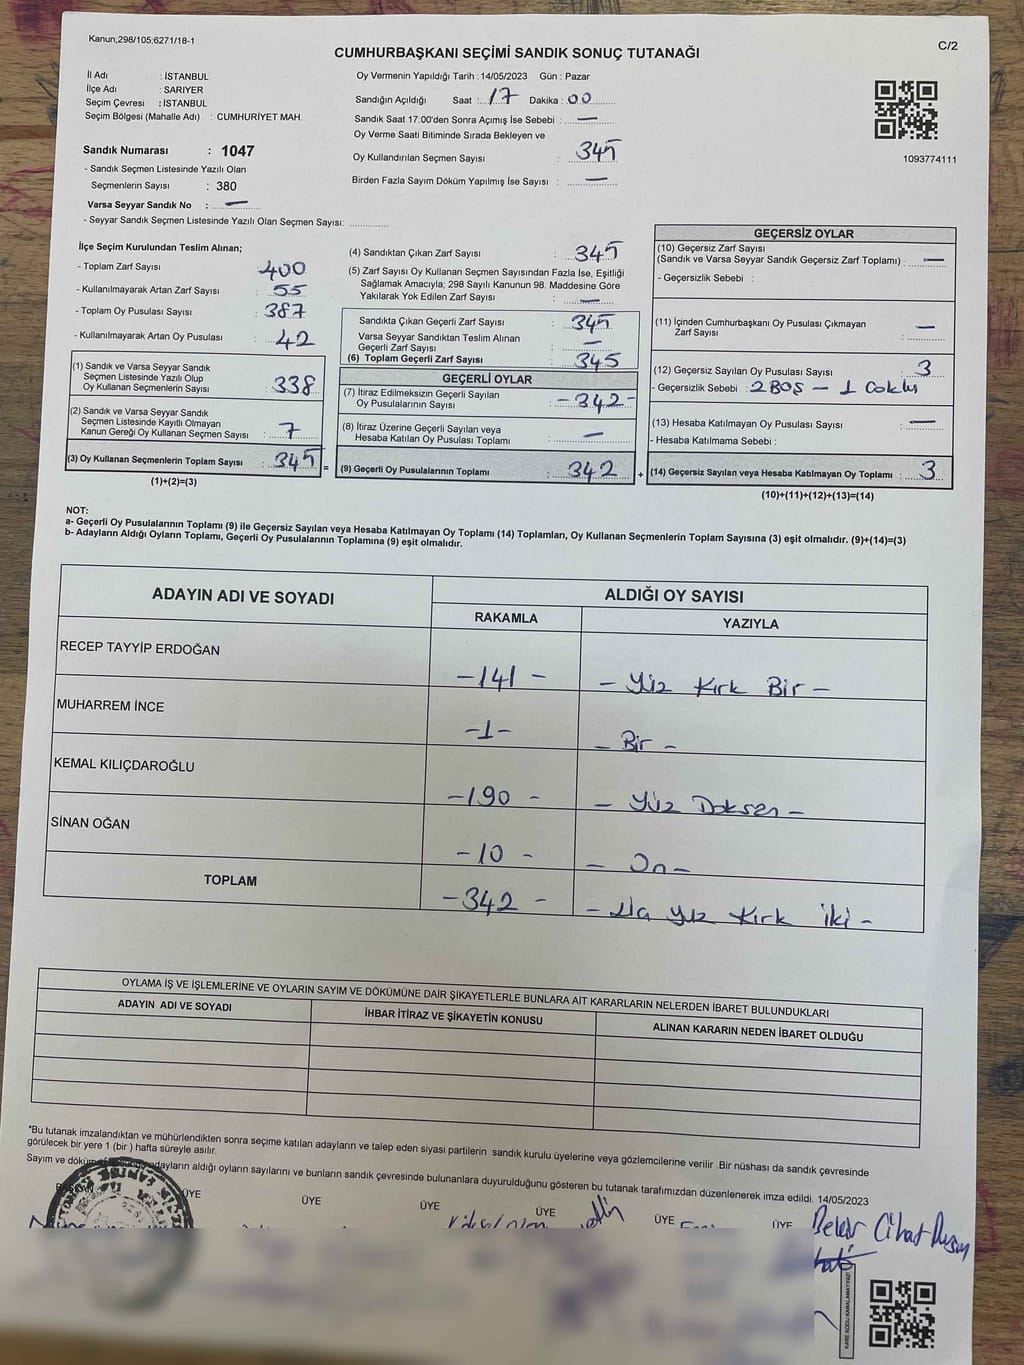 Kanun;298/105;6271/18-1
C/2
CUMHURBAŞKANI SEÇİMİ SANDIK SONUÇ TUTANAĞI
İl Adı : İSTANBUL
İlçe Adı : SARIYER
Seçim Çevresi : İSTANBUL
Seçim Bölgesi (Mahalle Adı) : CUMHURİYET MAH.
Sandık Numarası : 1047
- Sandık Seçmen Listesinde Yazılı Olan
Seçmenlerin Sayısı : 380
Varsa Seyyar Sandık No : —
- Seyyar Sandık Seçmen Listesinde Yazılı Olan Seçmen Sayısı:
Oy Vermenin Yapıldığı Tarih : 14/05/2023 Gün : Pazar
Sandığın Açıldığı Saat : 17 Dakika : 00
Sandık Saat 17:00'den Sonra Açımış İse Sebebi : —
Oy Verme Saati Bitiminde Sırada Bekleyen ve
Oy Kullandırılan Seçmen Sayısı : 345
Birden Fazla Sayım Döküm Yapılmış İse Sayısı : —
1093774111
İlçe Seçim Kurulundan Teslim Alınan;
- Toplam Zarf Sayısı : 400
- Kullanılmayarak Artan Zarf Sayısı : 55
- Toplam Oy Pusulası Sayısı : 387
- Kullanılmayarak Artan Oy Pusulası : 42
(1) Sandık ve Varsa Seyyar Sandık
Seçmen Listesinde Yazılı Olup
Oy Kullanan Seçmenlerin Sayısı : 338
(2) Sandık ve Varsa Seyyar Sandık
Seçmen Listesinde Kayıtlı Olmayan
Kanun Gereği Oy Kullanan Seçmen Sayısı : 7
(3) Oy Kullanan Seçmenlerin Toplam Sayısı : 345 =
(1)+(2)=(3)
(4) Sandıktan Çıkan Zarf Sayısı : 345
(5) Zarf Sayısı Oy Kullanan Seçmen Sayısından Fazla İse, Eşitliği
Sağlamak Amacıyla; 298 Sayılı Kanunun 98. Maddesine Göre
Yakılarak Yok Edilen Zarf Sayısı : —
Sandıkta Çıkan Geçerli Zarf Sayısı : 345
Varsa Seyyar Sandıktan Teslim Alınan
Geçerli Zarf Sayısı : —
(6) Toplam Geçerli Zarf Sayısı : 345
GEÇERLİ OYLAR
(7) İtiraz Edilmeksizin Geçerli Sayılan
Oy Pusulalarının Sayısı : -342-
(8) İtiraz Üzerine Geçerli Sayılan veya
Hesaba Katılan Oy Pusulası Toplamı : —
(9) Geçerli Oy Pusulalarının Toplamı : 342 +
GEÇERSİZ OYLAR
(10) Geçersiz Zarf Sayısı
(Sandık ve Varsa Seyyar Sandık Geçersiz Zarf Toplamı) : —
- Geçersizlik Sebebi :
(11) İçinden Cumhurbaşkanı Oy Pusulası Çıkmayan
Zarf Sayısı : —
(12) Geçersiz Sayılan Oy Pusulası Sayısı : 3
- Geçersizlik Sebebi : 2 BOŞ - 1
(13) Hesaba Katılmayan Oy Pusulası Sayısı : —
- Hesaba Katılmama Sebebi :
(14) Geçersiz Sayılan veya Hesaba Katılmayan Oy Toplamı : 3
(10)+(11)+(12)+(13)=(14)
NOT:
a- Geçerli Oy Pusulalarının Toplamı (9) ile Geçersiz Sayılan veya Hesaba Katılmayan Oy Toplamı (14) Toplamları, Oy Kullanan Seçmenlerin Toplam Sayısına (3) eşit olmalıdır. (9)+(14)=(3)
b- Adayların Aldığı Oyların Toplamı, Geçerli Oy Pusulalarının Toplamına (9) eşit olmalıdır.
ADAYIN ADI VE SOYADI
ALDIĞI OY SAYISI
RAKAMLA YAZIYLA
RECEP TAYYİP ERDOĞAN -141- - Yüz Kırk Bir -
MUHARREM İNCE -1- - Bir -
KEMAL KILIÇDAROĞLU -190- - Yüz Doksan -
SİNAN OĞAN -10- - On -
TOPLAM -342- - Yüz Kırk İki -
OYLAMA İŞ VE İŞLEMLERİNE VE OYLARIN SAYIM VE DÖKÜMÜNE DAİR ŞİKAYETLERLE BUNLARA AİT KARARLARIN NELERDEN İBARET BULUNDUKLARI
ADAYIN ADI VE SOYADI İHBAR İTİRAZ VE ŞİKAYETİN KONUSU ALINAN KARARIN NEDEN İBARET OLDUĞU
*Bu tutanak imzalandıktan ve mühürlendikten sonra seçime katılan adayların ve talep eden siyasi partilerin sandık kurulu üyelerine veya gözlemcilerine verilir .Bir nüshası da sandık çevresinde
görülecek bir yere 1 (bir ) hafta süreyle asılır.
Sayım ve adayların aldığı oyların sayılarını ve bunların sandık çevresinde bulunanlara duyurulduğunu gösteren bu tutanak tarafımızdan düzenlenerek imza edildi. 14/05/2023
ÜYE ÜYE ÜYE ÜYE ÜYE ÜYE
Cihat
KARE KODU KARALAMAYINIZ!